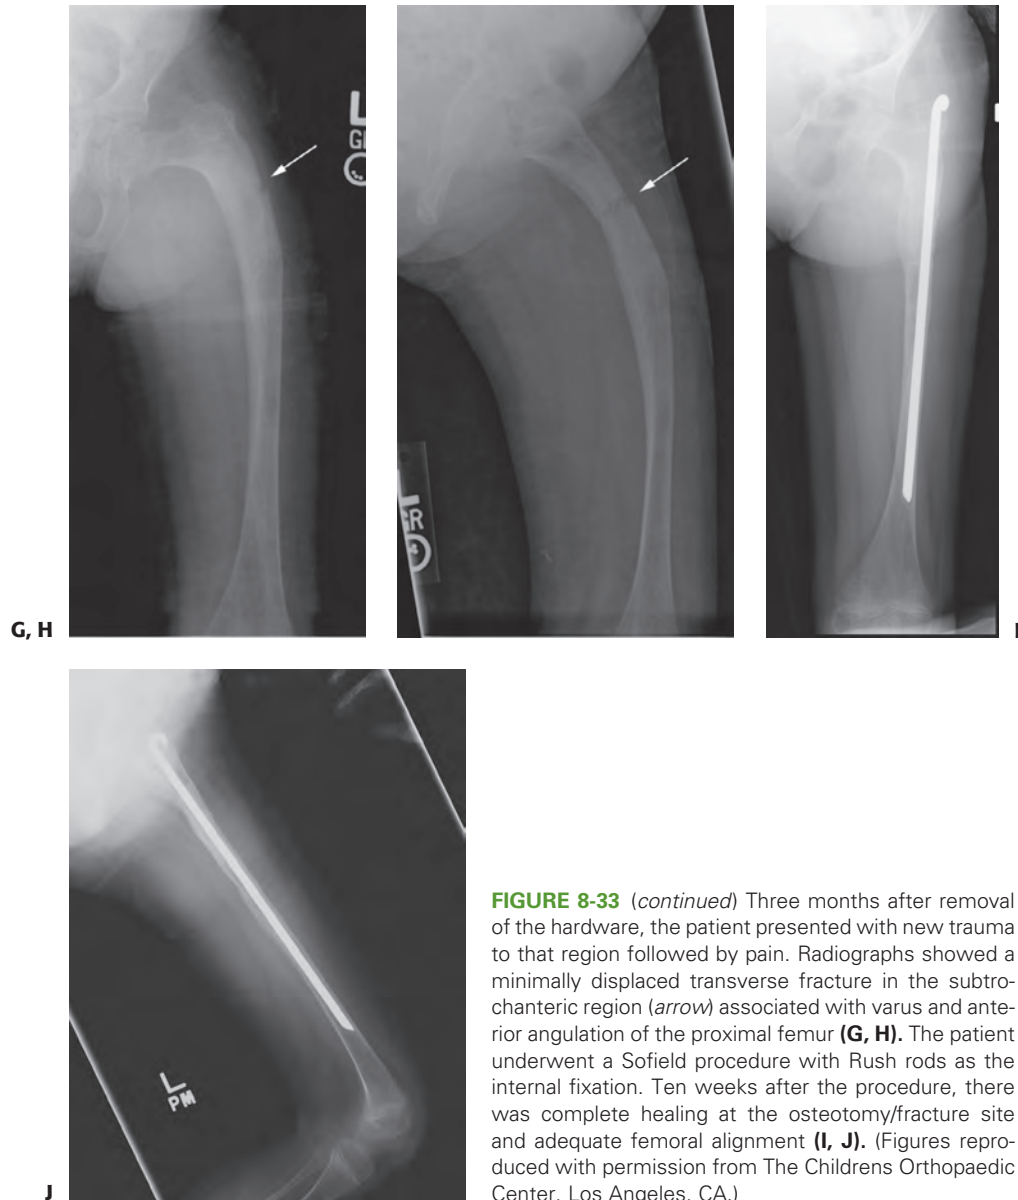 L
GI
R
G, H
L
PM
J
FIGURE 8-33 (continued) Three months after removal
of the hardware, the patient presented with new trauma
to that region followed by pain. Radiographs showed a
minimally displaced transverse fracture in the subtro-
chanteric region (arrow) associated with varus and ante-
rior angulation of the proximal femur (G, H). The patient
underwent a Sofield procedure with Rush rods as the
internal fixation. Ten weeks after the procedure, there
was complete healing at the osteotomy/fracture site
and adequate femoral alignment (I, J). (Figures repro-
duced with permission from The Childrens Orthopaedic
Center, Los Angeles, CA.)